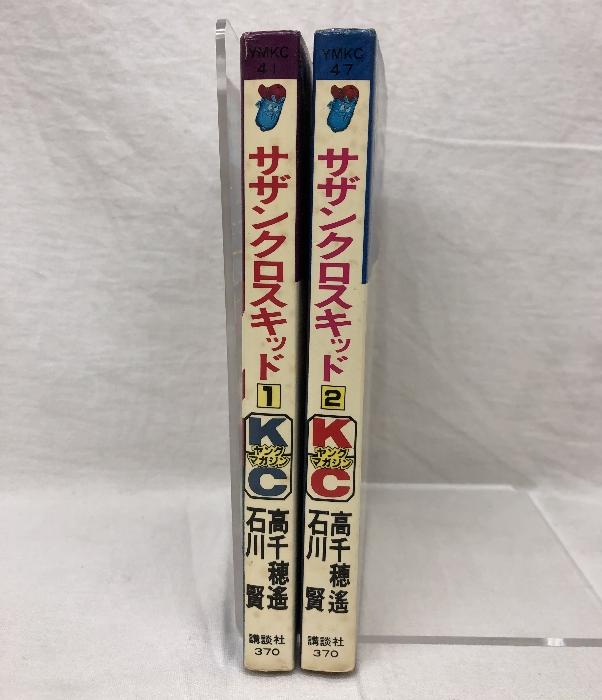 YMKC
41
サザンクロスキッド
1
K
ヤング
マガジン
C
高千穂遙
石川 賢
講談社
370
YMKC
47
サザンクロスキッド
2
K
ヤング
マガジン
C
高千穂遙
石川 賢
講談社
370